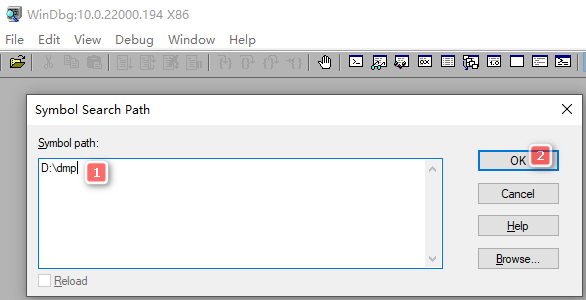 WinDbg:10.0.22000.194 X86
File Edit View Debug Window Help
Symbol Search Path
Symbol path:
D:\dmp
1
OK
2
Cancel
Help
Browse...
Reload